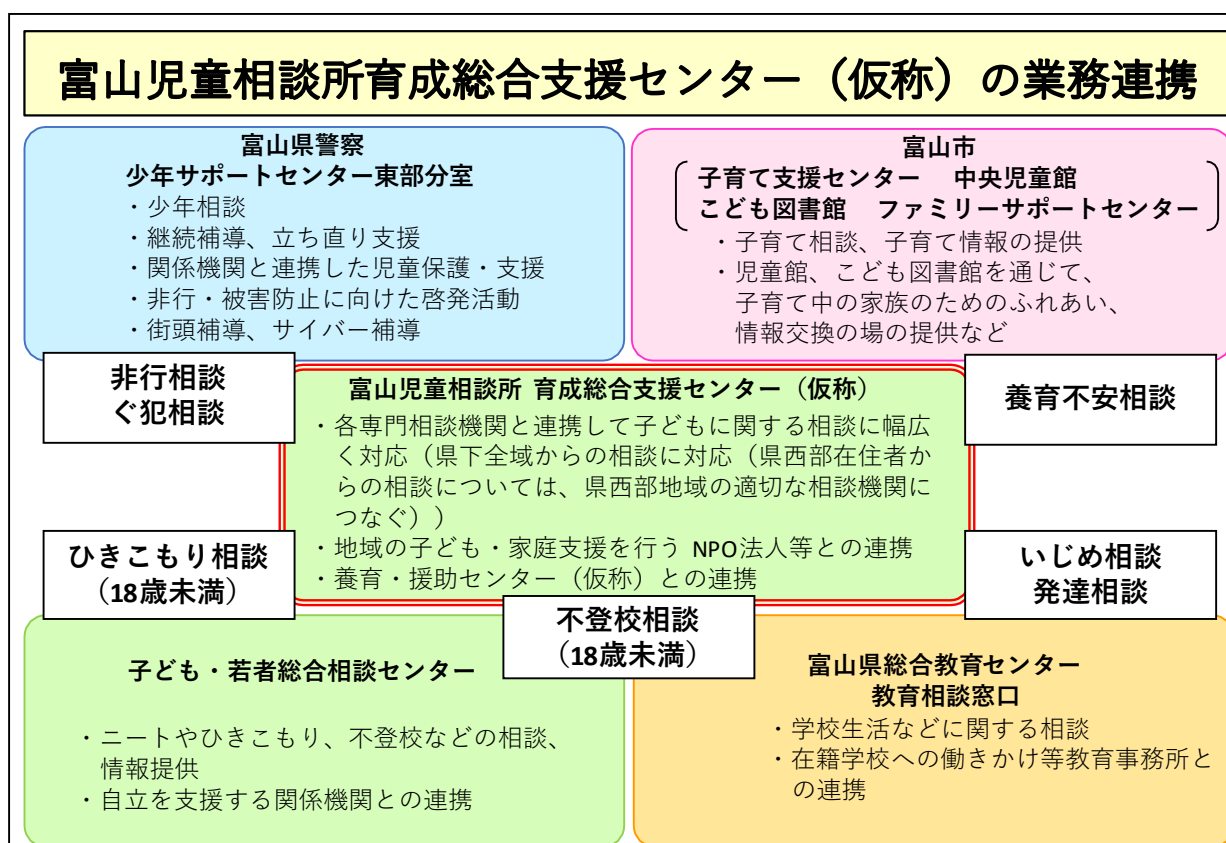 富山児童相談所育成総合支援センター（仮称）の業務連携
富山県警察
少年サポートセンター東部分室
・少年相談
・継続補導、立ち直り支援
・関係機関と連携した児童保護・支援
・非行・被害防止に向けた啓発活動
・街頭補導、サイバー補導
富山市
子育て支援センター　中央児童館
こども図書館　ファミリーサポートセンター
・子育て相談、子育て情報の提供
・児童館、こども図書館を通じて、
子育て中の家族のためのふれあい、
情報交換の場の提供など
非行相談
ぐ犯相談
富山児童相談所 育成総合支援センター（仮称）
・各専門相談機関と連携して子どもに関する相談に幅広
く対応（県下全域からの相談に対応（県西部在住者か
らの相談については、県西部地域の適切な相談機関に
つなぐ））
・地域の子ども・家庭支援を行う NPO法人等との連携
・養育・援助センター（仮称）との連携
養育不安相談
ひきこもり相談
（18歳未満）
いじめ相談
発達相談
不登校相談
（18歳未満）
子ども・若者総合相談センター
・ニートやひきこもり、不登校などの相談、
情報提供
・自立を支援する関係機関との連携
富山県総合教育センター
教育相談窓口
・学校生活などに関する相談
・在籍学校への働きかけ等教育事務所と
の連携